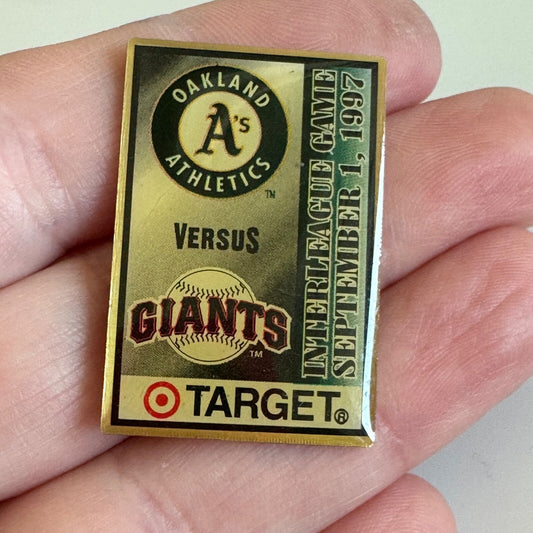 OAKLAND
A's
ATHLETICS
TM
VERSUS
GIANTS
TM
TARGET®
INTERLEAGUE GAME
SEPTEMBER 1, 1997